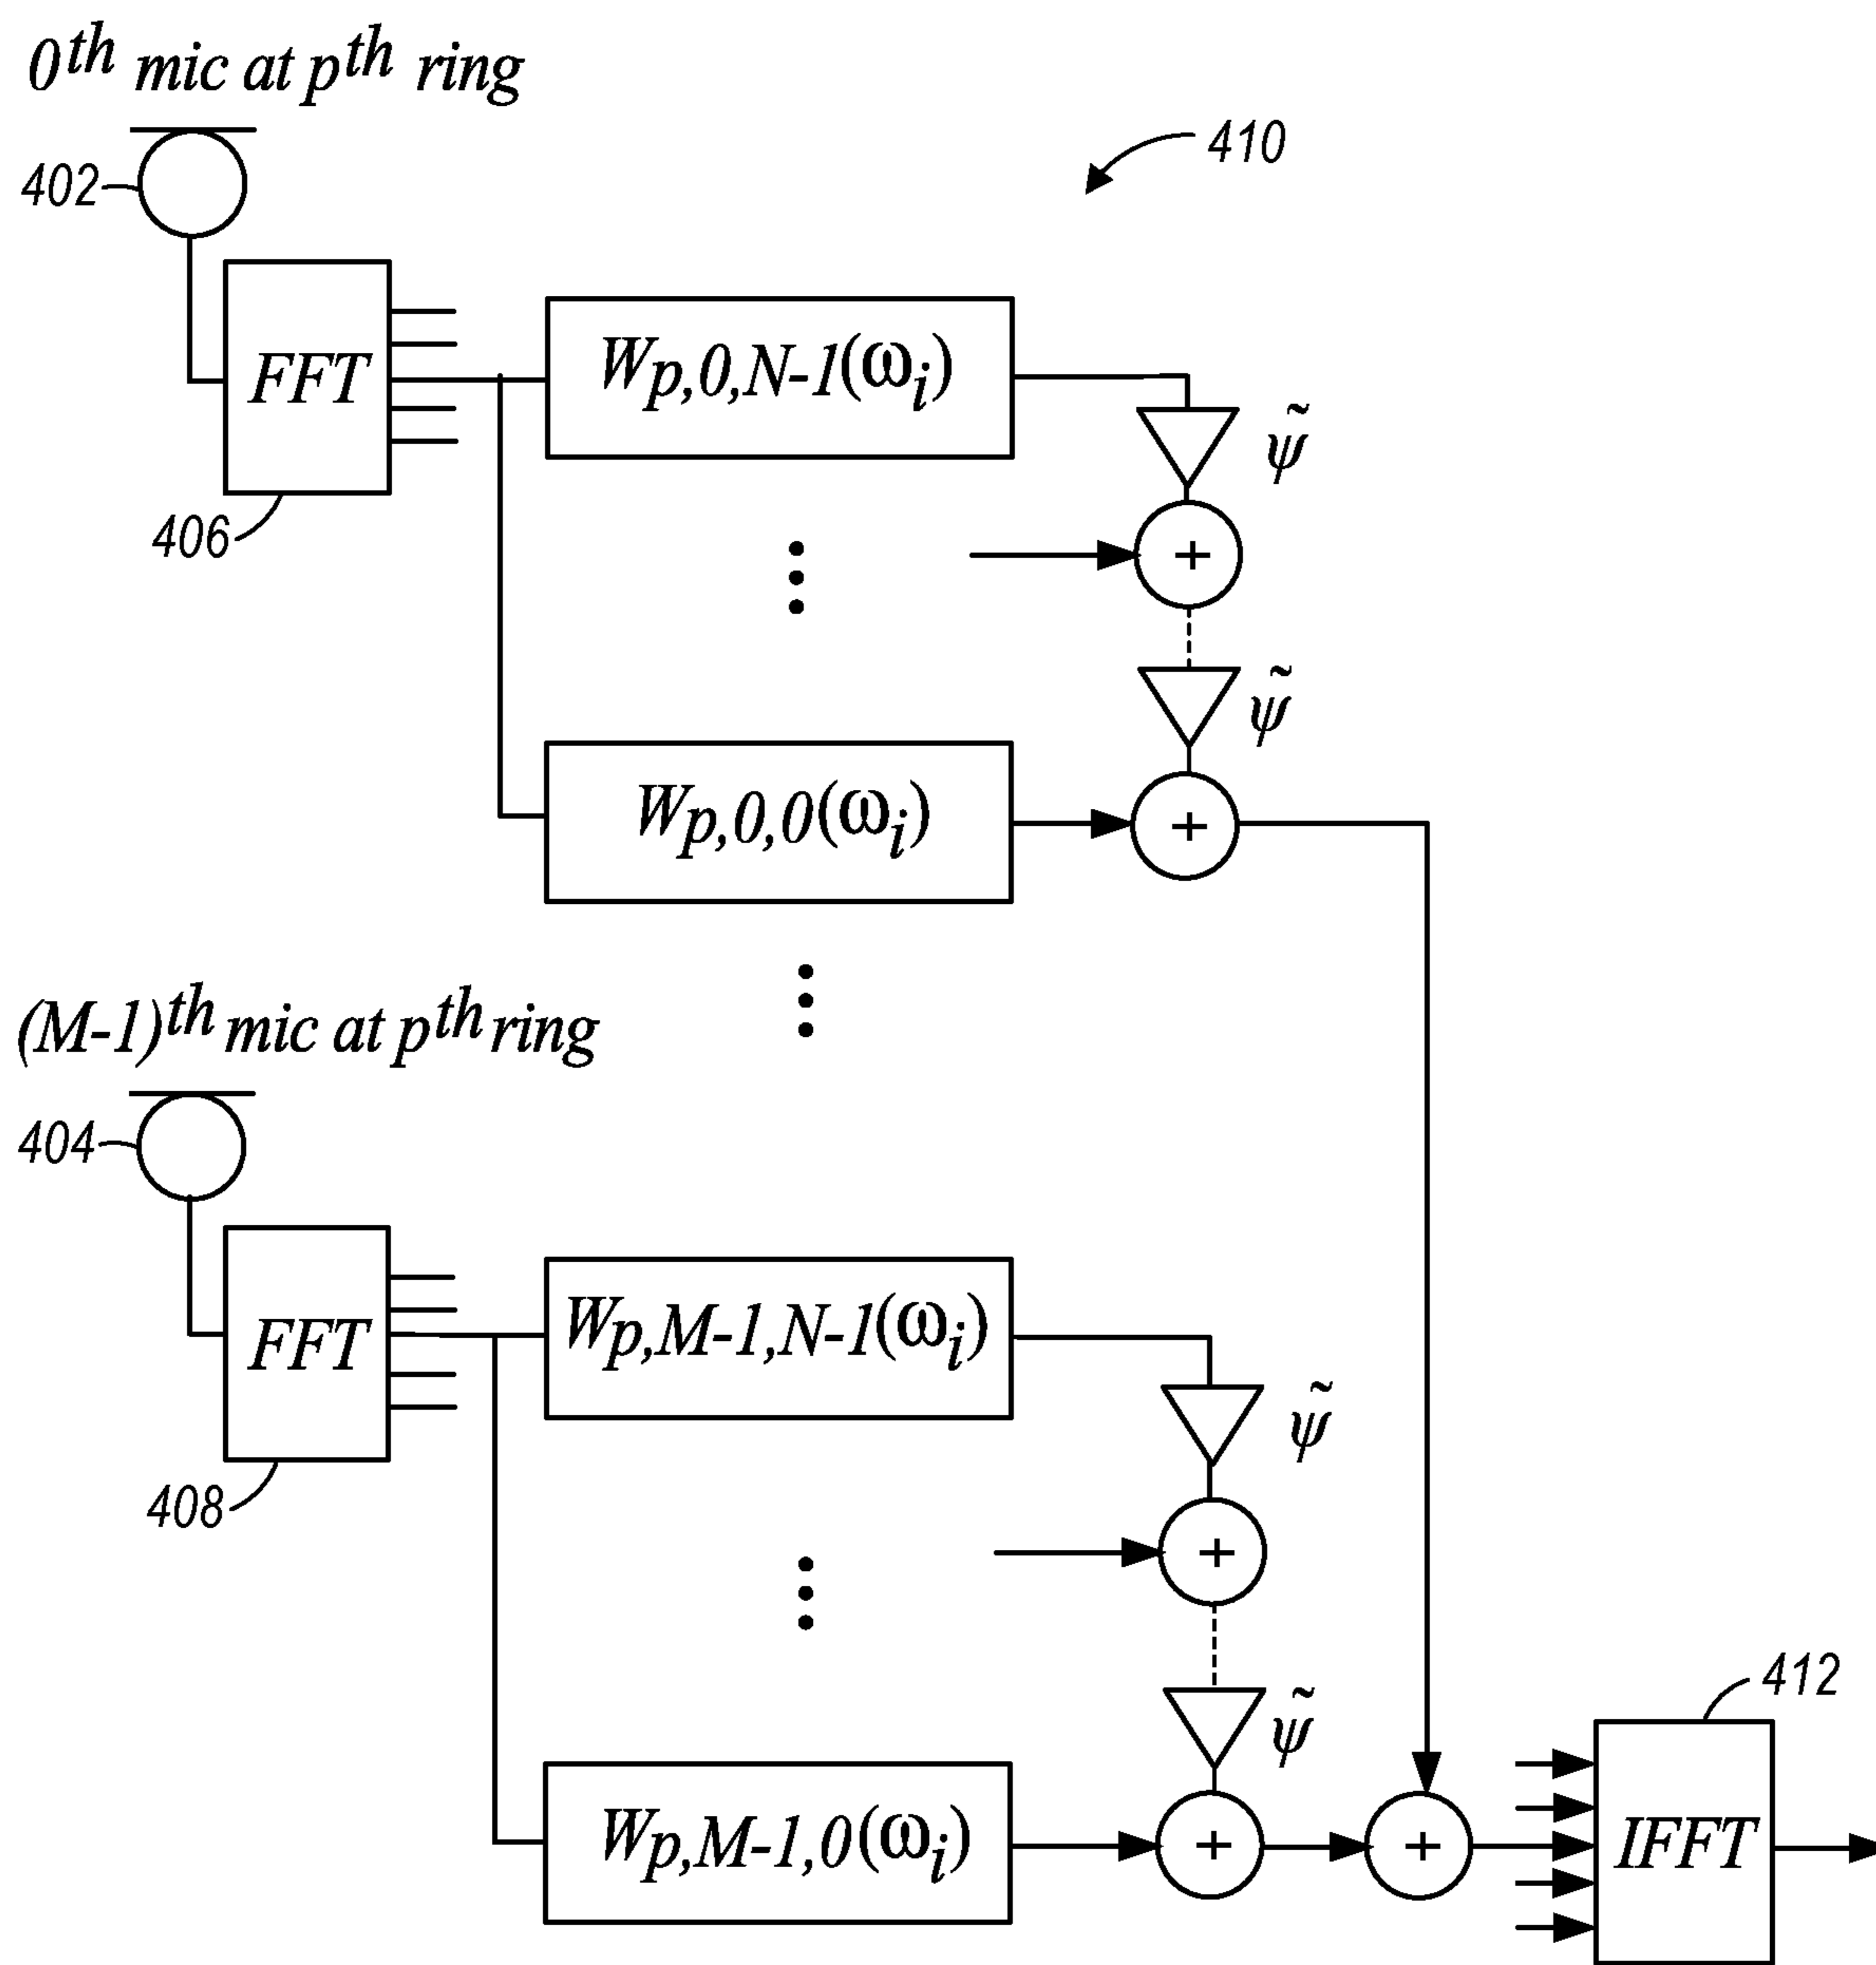 0th mic at pth ring
402
410
FFT
Wp,0,N-1(ωi)
ψ̃
406
+
ψ̃
Wp,0,0(ωi)
+
(M-1)th mic at pth ring
404
FFT
Wp,M-1,N-1(ωi)
ψ̃
408
+
412
ψ̃
Wp,M-1,0(ωi)
+
+
IFFT